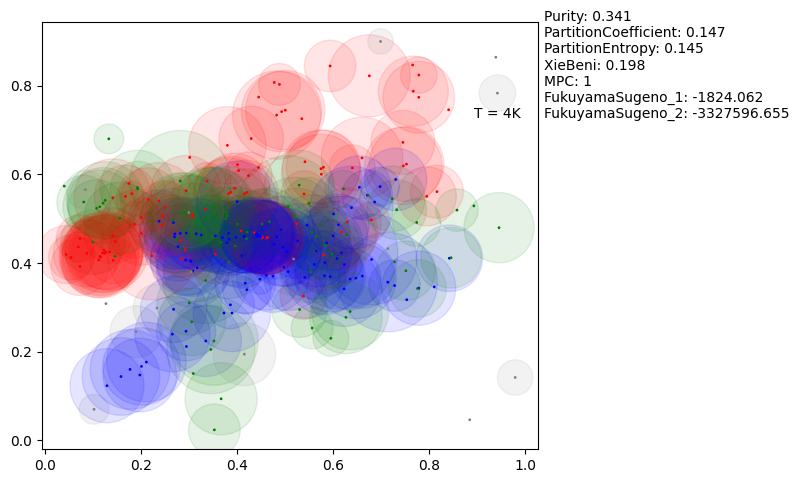 Purity: 0.341
PartitionCoefficient: 0.147
PartitionEntropy: 0.145
XieBeni: 0.198
MPC: 1
FukuyamaSugeno_1: -1824.062
FukuyamaSugeno_2: -3327596.655
T = 4K
0.8
0.6
0.4
0.2
0.0
0.0 0.2 0.4 0.6 0.8 1.0